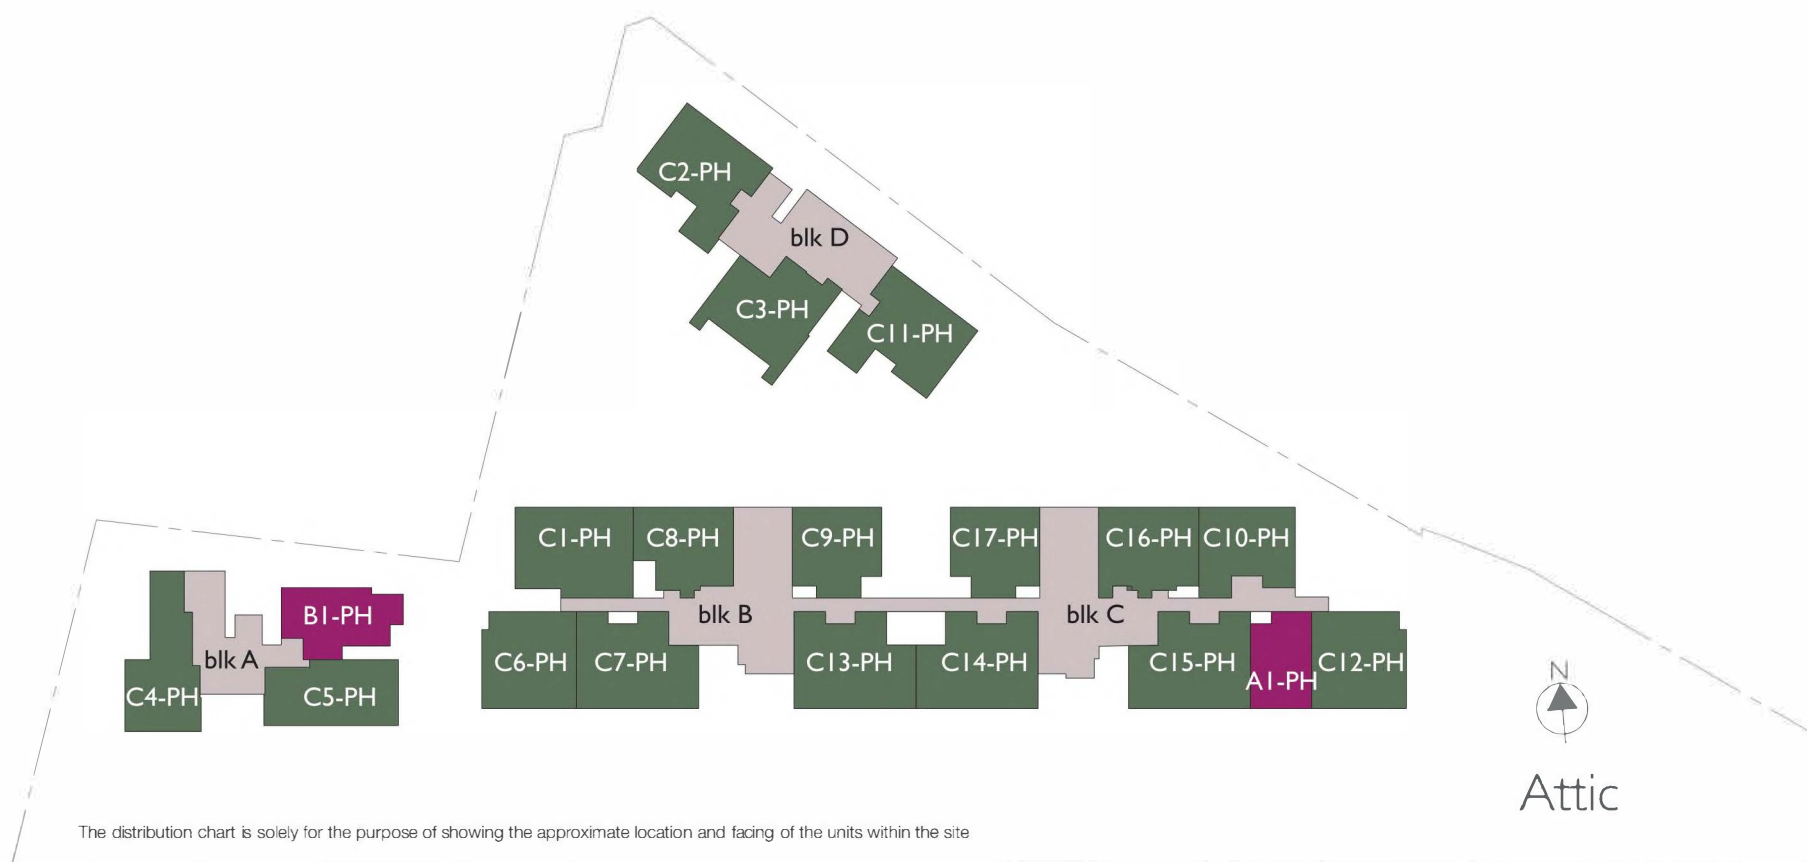 C2-PH
blk D
C3-PH
C11-PH
C1-PH
C8-PH
C9-PH
C17-PH
C16-PH
C10-PH
B1-PH
blk B
blk C
blk A
C6-PH
C7-PH
C13-PH
C14-PH
C15-PH
A1-PH
C12-PH
C4-PH
C5-PH
N
Attic
The distribution chart is solely for the purpose of showing the approximate location and facing of the units within the site